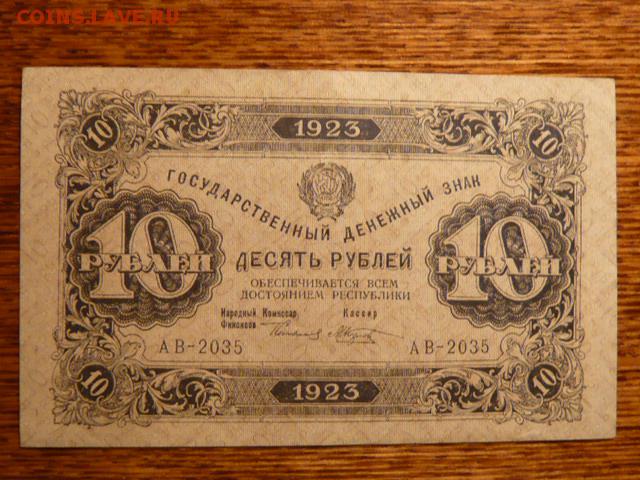 COINS.LAVE.RU
10 1923 10
ГОСУДАРСТВЕННЫЙ ДЕНЕЖНЫЙ ЗНАК
10 РУБЛЕЙ
ДЕСЯТЬ РУБЛЕЙ
10 РУБЛЕЙ
ОБЕСПЕЧИВАЕТСЯ ВСЕМ
ДОСТОЯНИЕМ РЕСПУБЛИКИ
Народный Комиссар Кассир
Финансов
АВ-2035 АВ-2035
10 1923 10